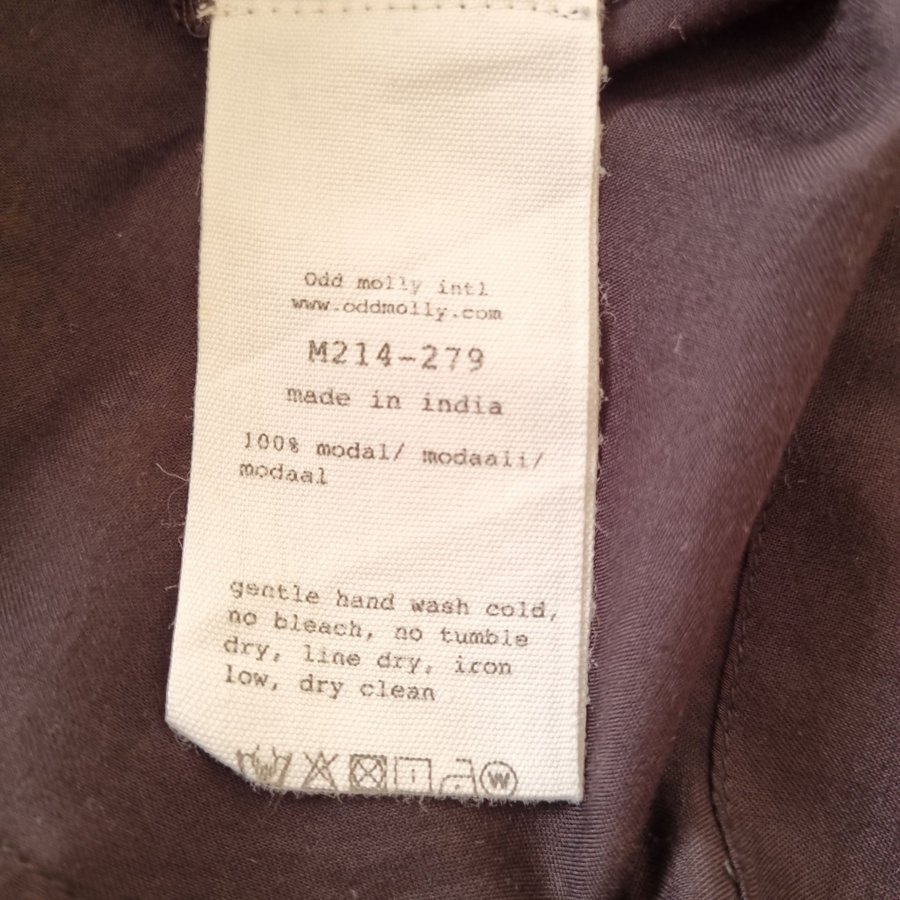 Odd molly intl
www.oddmolly.com
M214-279
made in india
100% modal/ modaali/
modaal
gentle hand wash cold,
no bleach, no tumble
dry, line dry, iron
low, dry clean
W